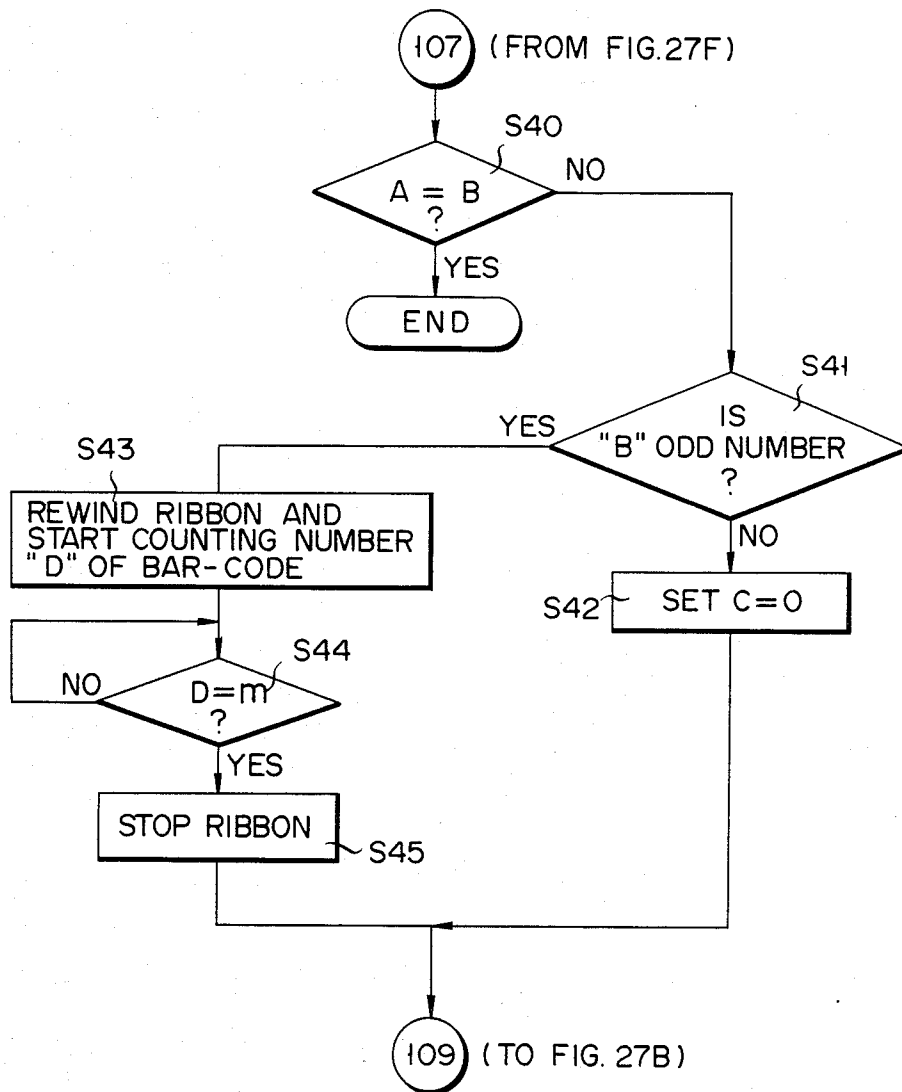 107 (FROM FIG.27F)
S40
A = B
?
NO
YES
END
S41
IS
"B" ODD NUMBER
?
YES
NO
S43
REWIND RIBBON AND
START COUNTING NUMBER
"D" OF BAR-CODE
S42
SET C=0
S44
D=m
?
NO
YES
STOP RIBBON
S45
109 (TO FIG. 27B)